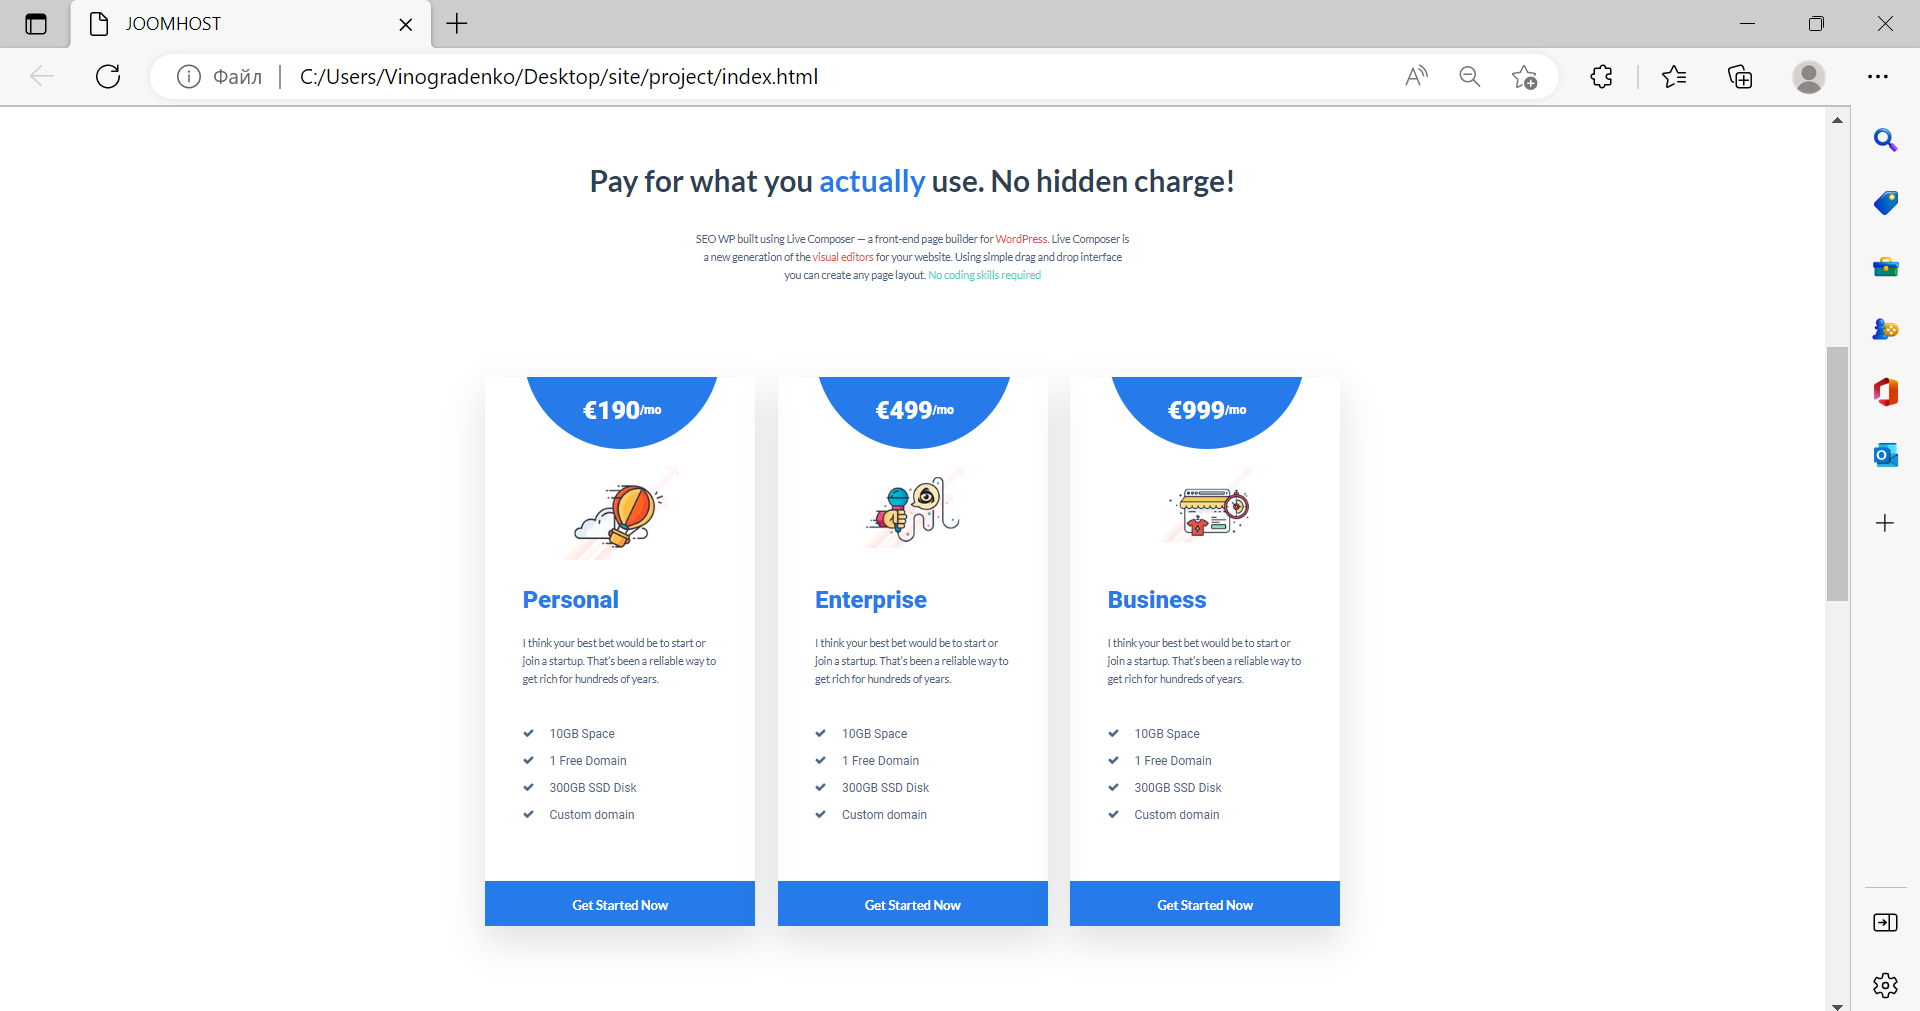 JOOMHOST
Файл
C:/Users/Vinogradenko/Desktop/site/project/index.html
Pay for what you actually use. No hidden charge!
SEO WP built using Live Composer — a front-end page builder for WordPress. Live Composer is
a new generation of the visual editors for your website. Using simple drag and drop interface
you can create any page layout. No coding skills required
€190/mo
Personal
I think your best bet would be to start or
join a startup. That's been a reliable way to
get rich for hundreds of years.
10GB Space
1 Free Domain
300GB SSD Disk
Custom domain
Get Started Now
€499/mo
Enterprise
I think your best bet would be to start or
join a startup. That's been a reliable way to
get rich for hundreds of years.
10GB Space
1 Free Domain
300GB SSD Disk
Custom domain
Get Started Now
€999/mo
Business
I think your best bet would be to start or
join a startup. That's been a reliable way to
get rich for hundreds of years.
10GB Space
1 Free Domain
300GB SSD Disk
Custom domain
Get Started Now